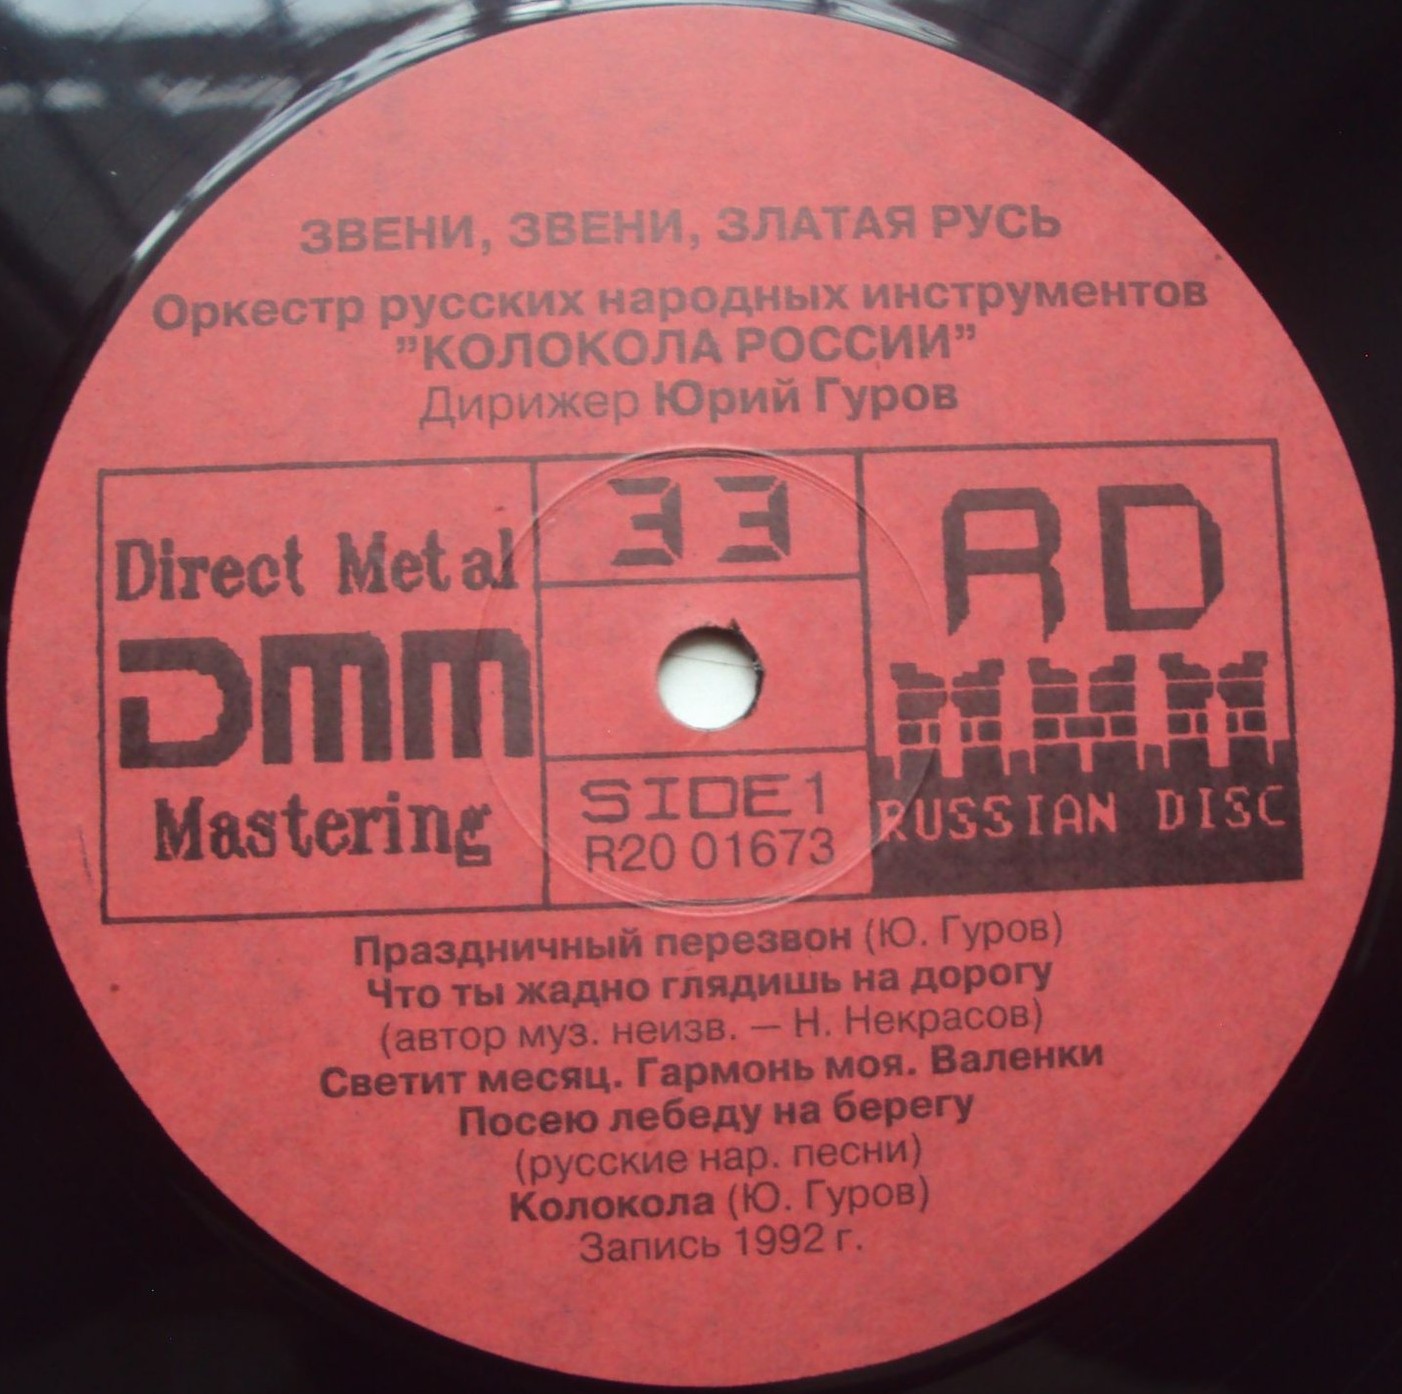 ЗВЕНИ, ЗВЕНИ, ЗЛАТАЯ РУСЬ
Оркестр русских народных инструментов
”КОЛОКОЛА РОССИИ”
Дирижер Юрий Гуров
Direct Metal
DMM
Mastering
33
SIDE 1
R20 01673
RD
RUSSIAN DISC
Праздничный перезвон (Ю. Гуров)
Что ты жадно глядишь на дорогу
(автор муз. неизв. — Н. Некрасов)
Светит месяц. Гармонь моя. Валенки
Посею лебеду на берегу
(русские нар. песни)
Колокола (Ю. Гуров)
Запись 1992 г.